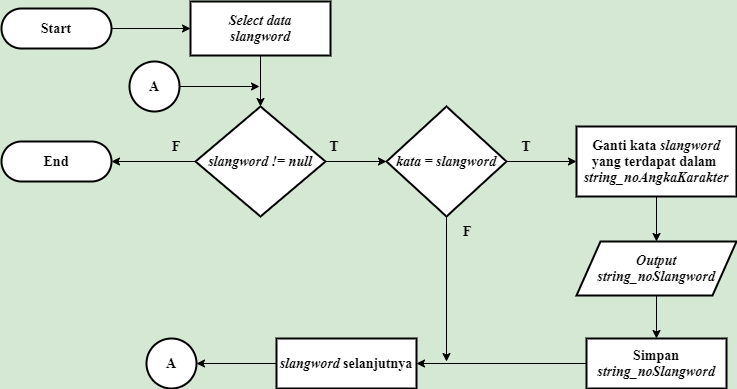 Start
Select data
slangword
A
End
F
slangword != null
T
kata = slangword
T
Ganti kata slangword
yang terdapat dalam
string_noAngkaKarakter
F
Output
string_noSlangword
A
slangword selanjutnya
Simpan
string_noSlangword